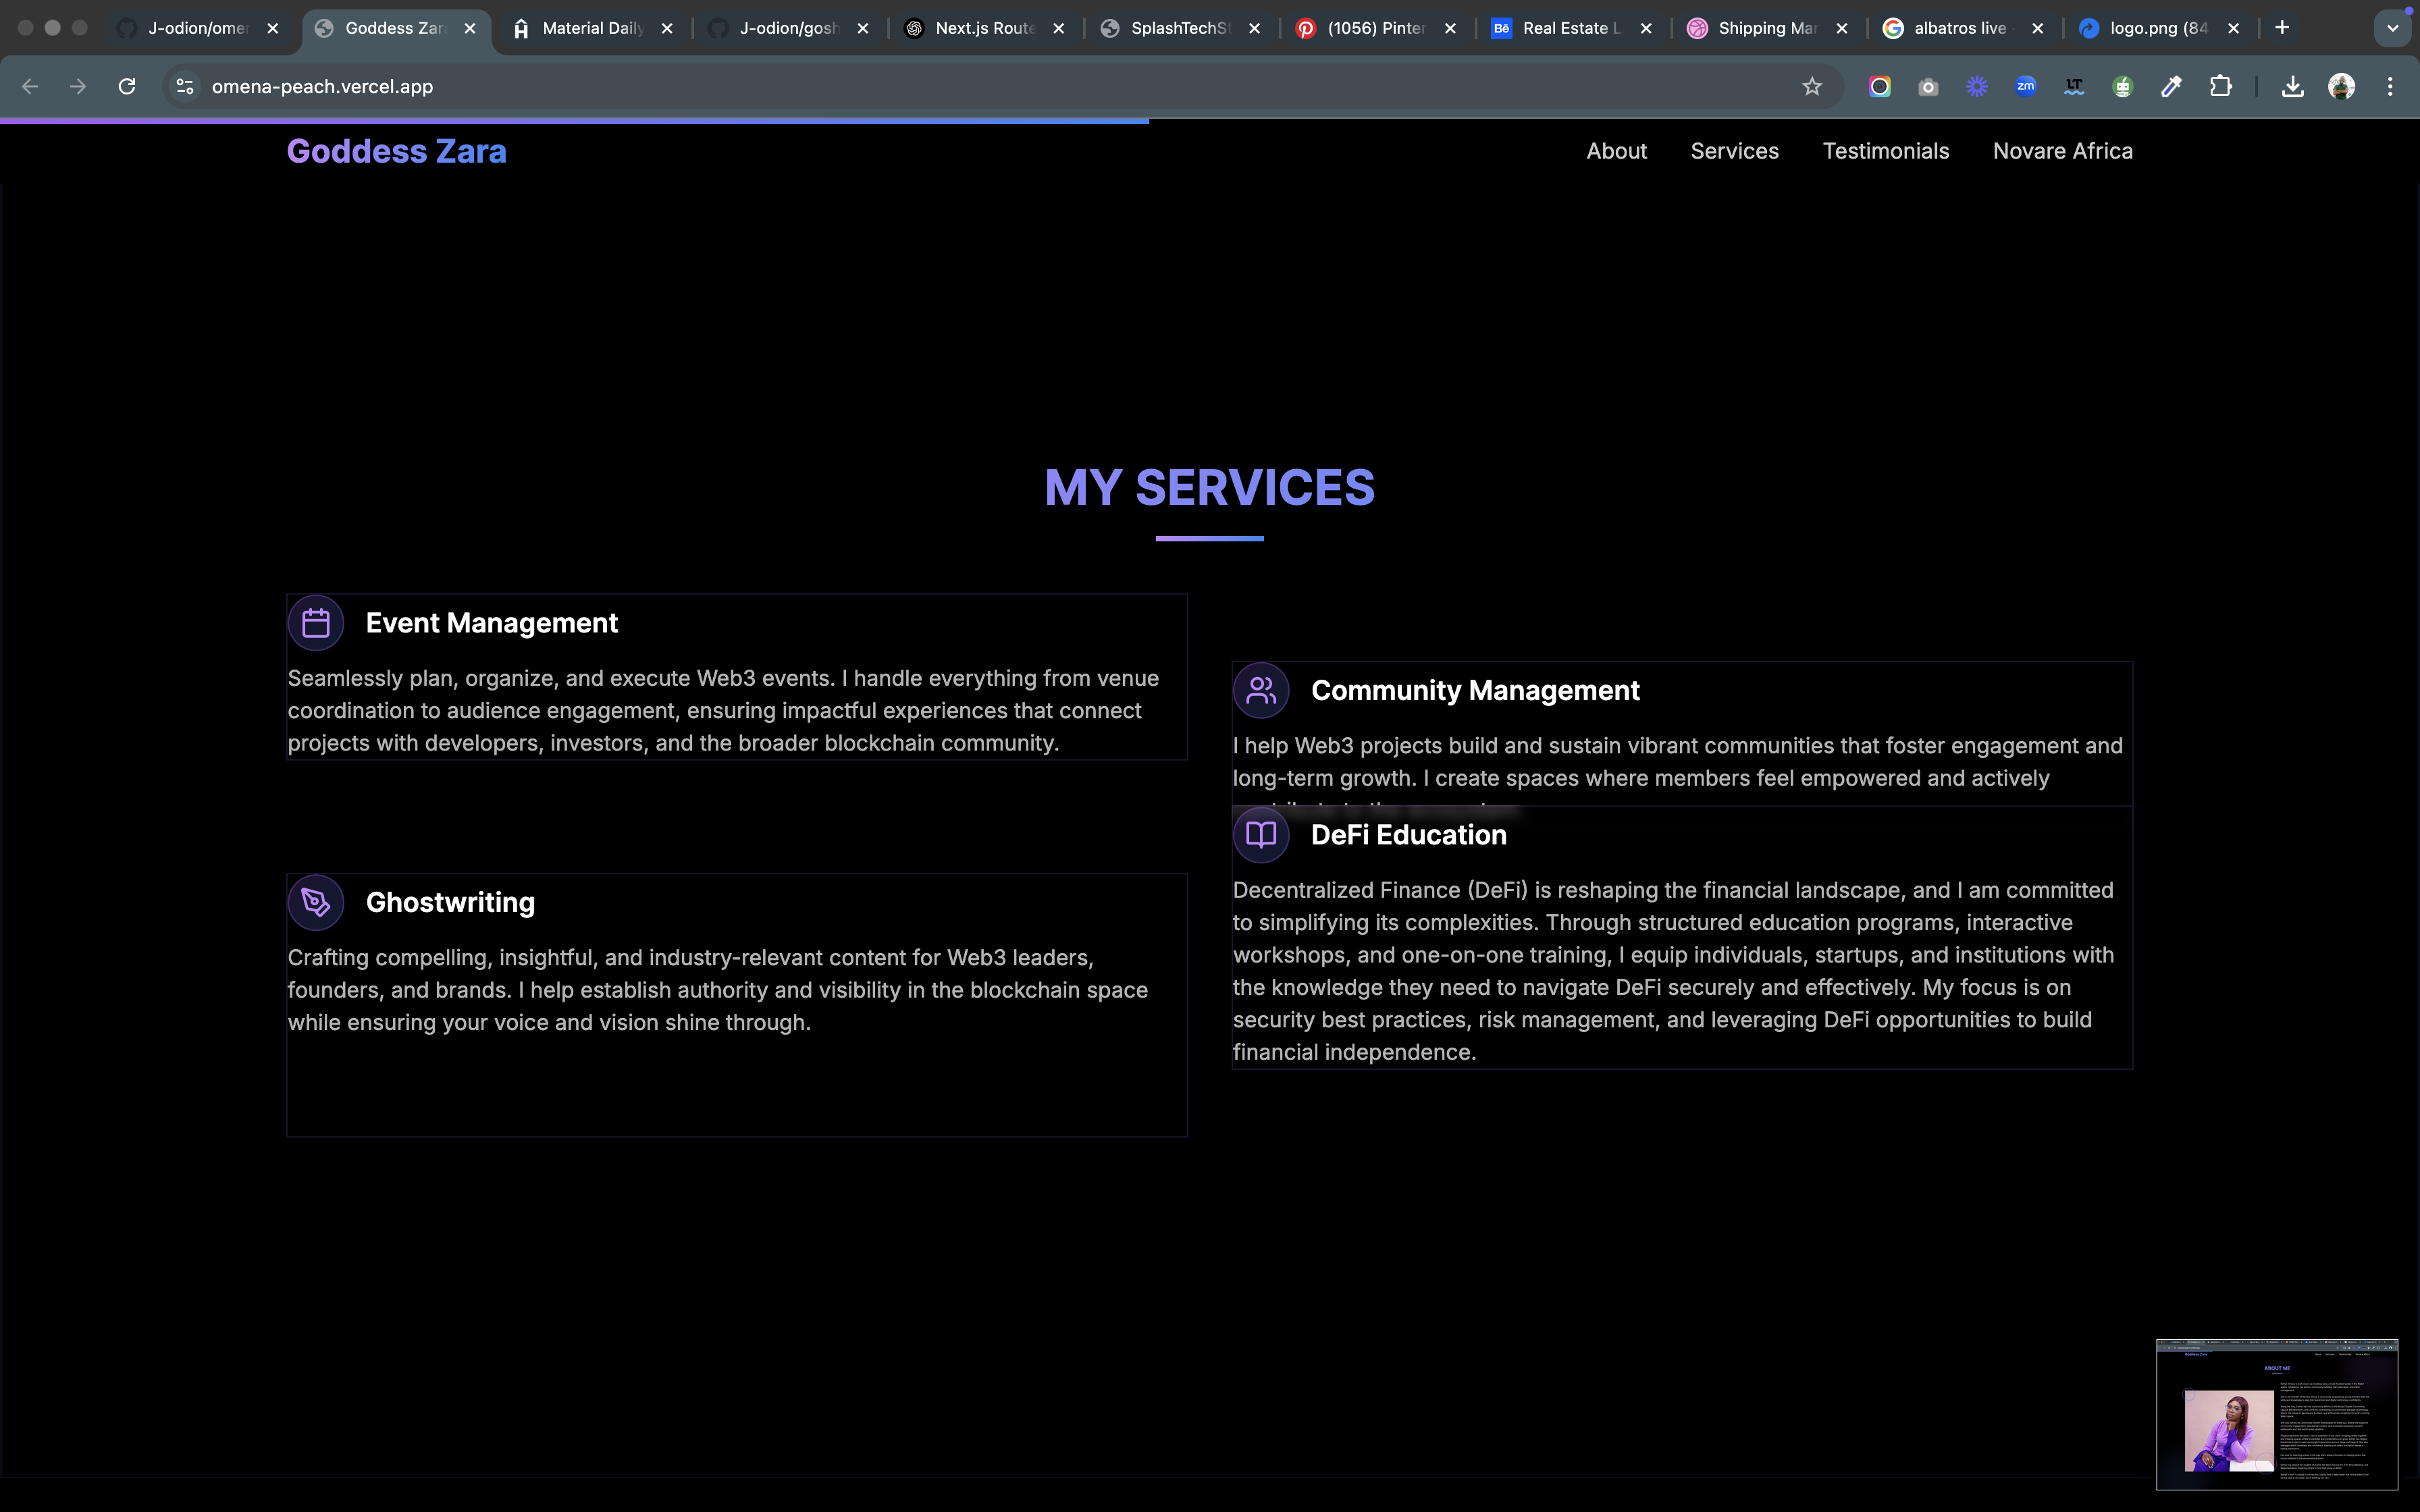 J-odion/omer
Goddess Zara
Material Daily
J-odion/gosh
Next.js Route
SplashTechSt
(1056) Pinter
Bē
Real Estate L
Shipping Mar
albatros live
logo.png (84
omena-peach.vercel.app
zm
LT
Goddess Zara
About
Services
Testimonials
Novare Africa
MY SERVICES
Event Management
Seamlessly plan, organize, and execute Web3 events. I handle everything from venue
coordination to audience engagement, ensuring impactful experiences that connect
projects with developers, investors, and the broader blockchain community.
Community Management
I help Web3 projects build and sustain vibrant communities that foster engagement and
long-term growth. I create spaces where members feel empowered and actively
DeFi Education
Decentralized Finance (DeFi) is reshaping the financial landscape, and I am committed
to simplifying its complexities. Through structured education programs, interactive
workshops, and one-on-one training, I equip individuals, startups, and institutions with
the knowledge they need to navigate DeFi securely and effectively. My focus is on
security best practices, risk management, and leveraging DeFi opportunities to build
financial independence.
Ghostwriting
Crafting compelling, insightful, and industry-relevant content for Web3 leaders,
founders, and brands. I help establish authority and visibility in the blockchain space
while ensuring your voice and vision shine through.
ABOUT ME